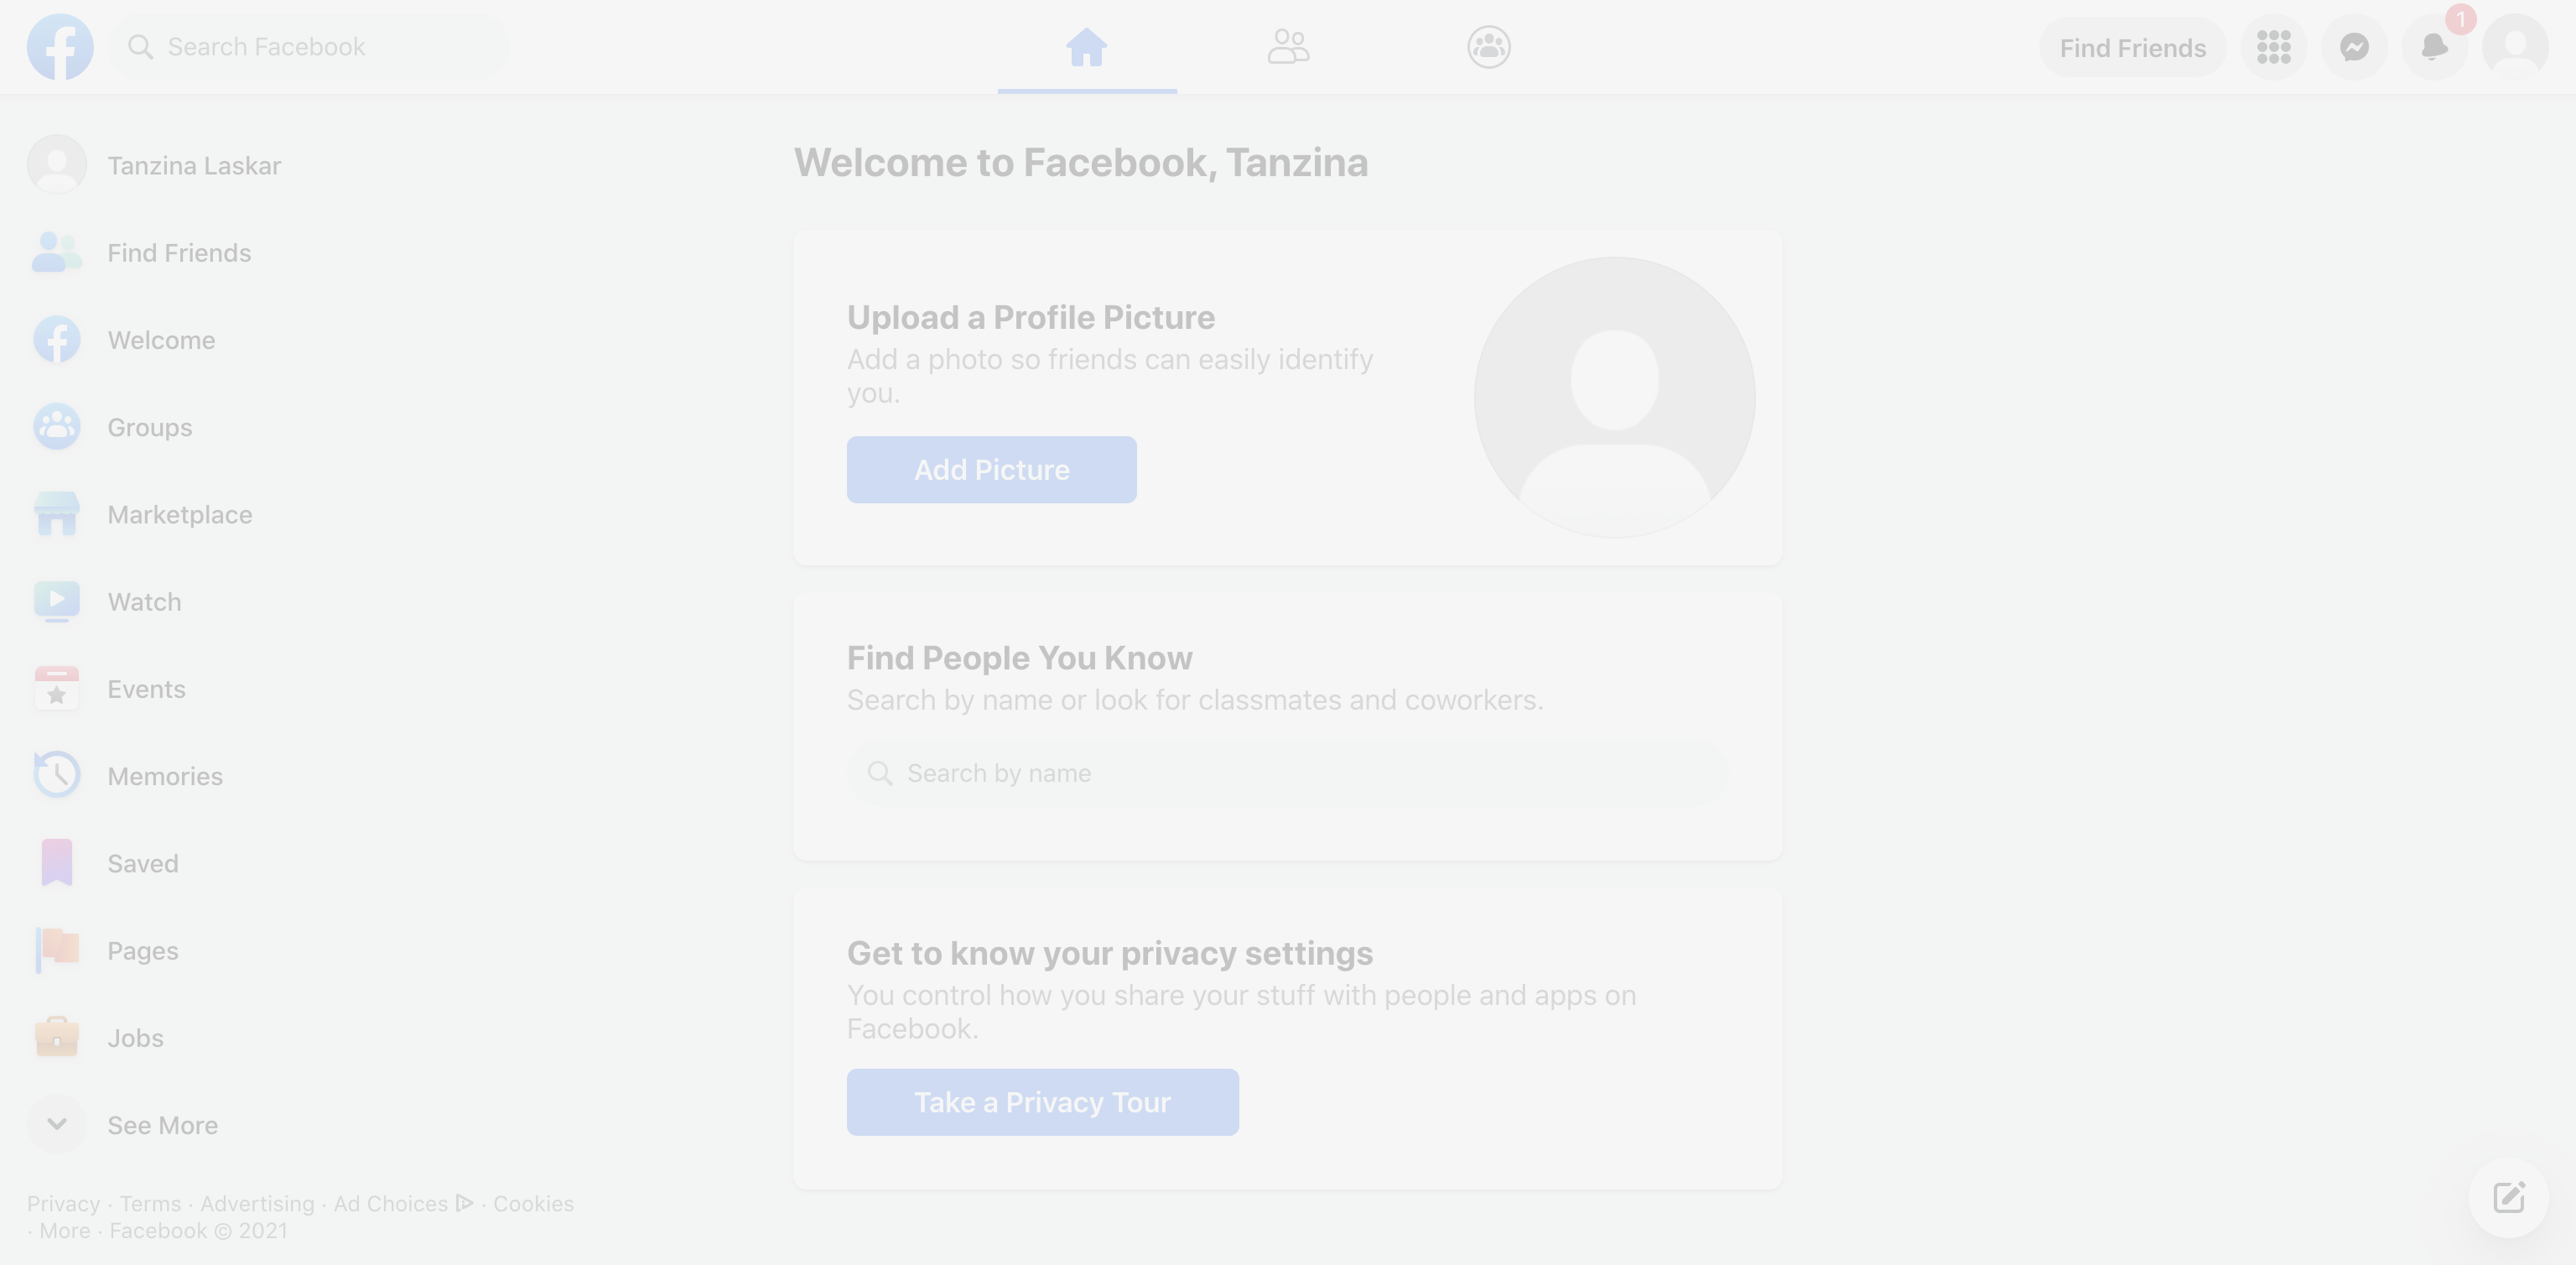 Search Facebook
Find Friends
1
Tanzina Laskar
Find Friends
Welcome
Groups
Marketplace
Watch
Events
Memories
Saved
Pages
Jobs
See More
Privacy · Terms · Advertising · Ad Choices · Cookies
· More · Facebook © 2021
Welcome to Facebook, Tanzina
Upload a Profile Picture
Add a photo so friends can easily identify
you.
Add Picture
Find People You Know
Search by name or look for classmates and coworkers.
Search by name
Get to know your privacy settings
You control how you share your stuff with people and apps on
Facebook.
Take a Privacy Tour